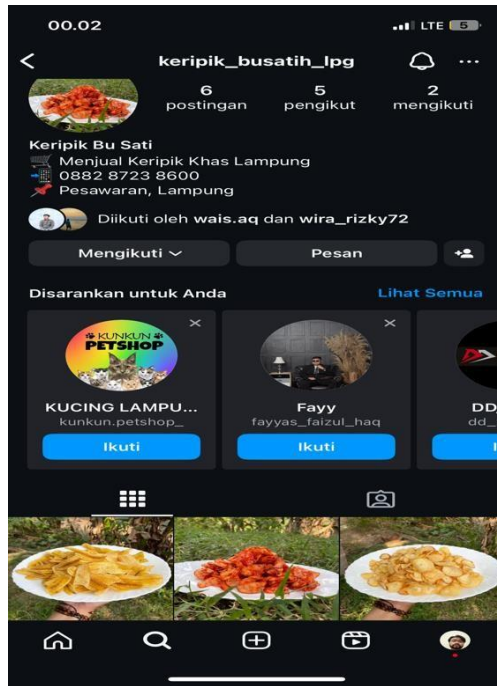 00.02
LTE 5
keripik_busatih_lpg
6 5 2
postingan pengikut mengikuti
Keripik Bu Sati
Menjual Keripik Khas Lampung
0882 8723 8600
Pesawaran, Lampung
Diikuti oleh wais.aq dan wira_rizky72
Mengikuti Pesan
Disarankan untuk Anda Lihat Semua
KUNKUN
PETSHOP
KUCING LAMPU... Fayy DD
kunkun.petshop_ fayyas_faizul_haq dd_
Ikuti Ikuti